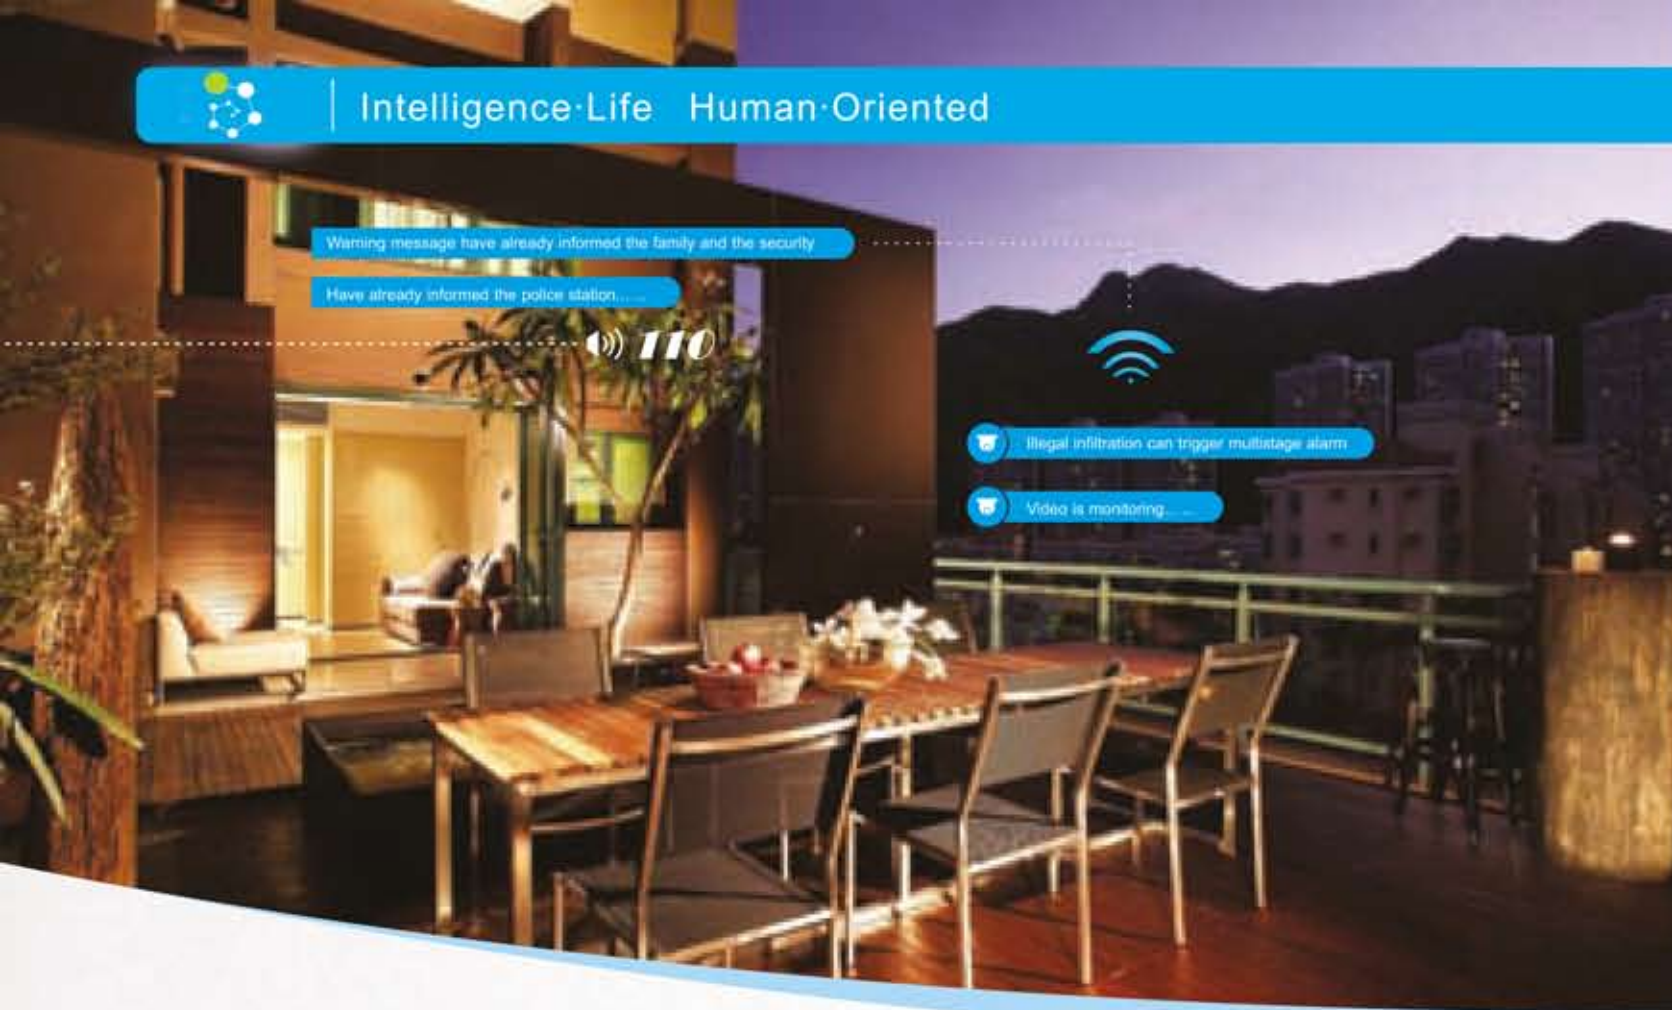 Intelligence·Life Human·Oriented
Warning message have already informed the family and the security
Have already informed the police station......
110
Illegal infiltration can trigger multistage alarm
Video is monitoring......